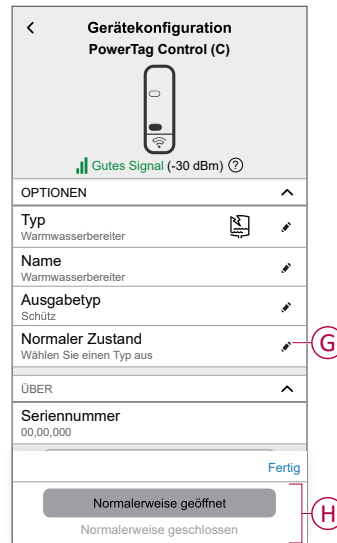 Gerätekonfiguration
PowerTag Control (C)
Gutes Signal (-30 dBm) ?
OPTIONEN
Typ
Warmwasserbereiter
Name
Warmwasserbereiter
Ausgabetyp
Schütz
Normaler Zustand
Wählen Sie einen Typ aus
G
ÜBER
Seriennummer
00,00,000
Fertig
Normalerweise geöffnet
H
Normalerweise geschlossen